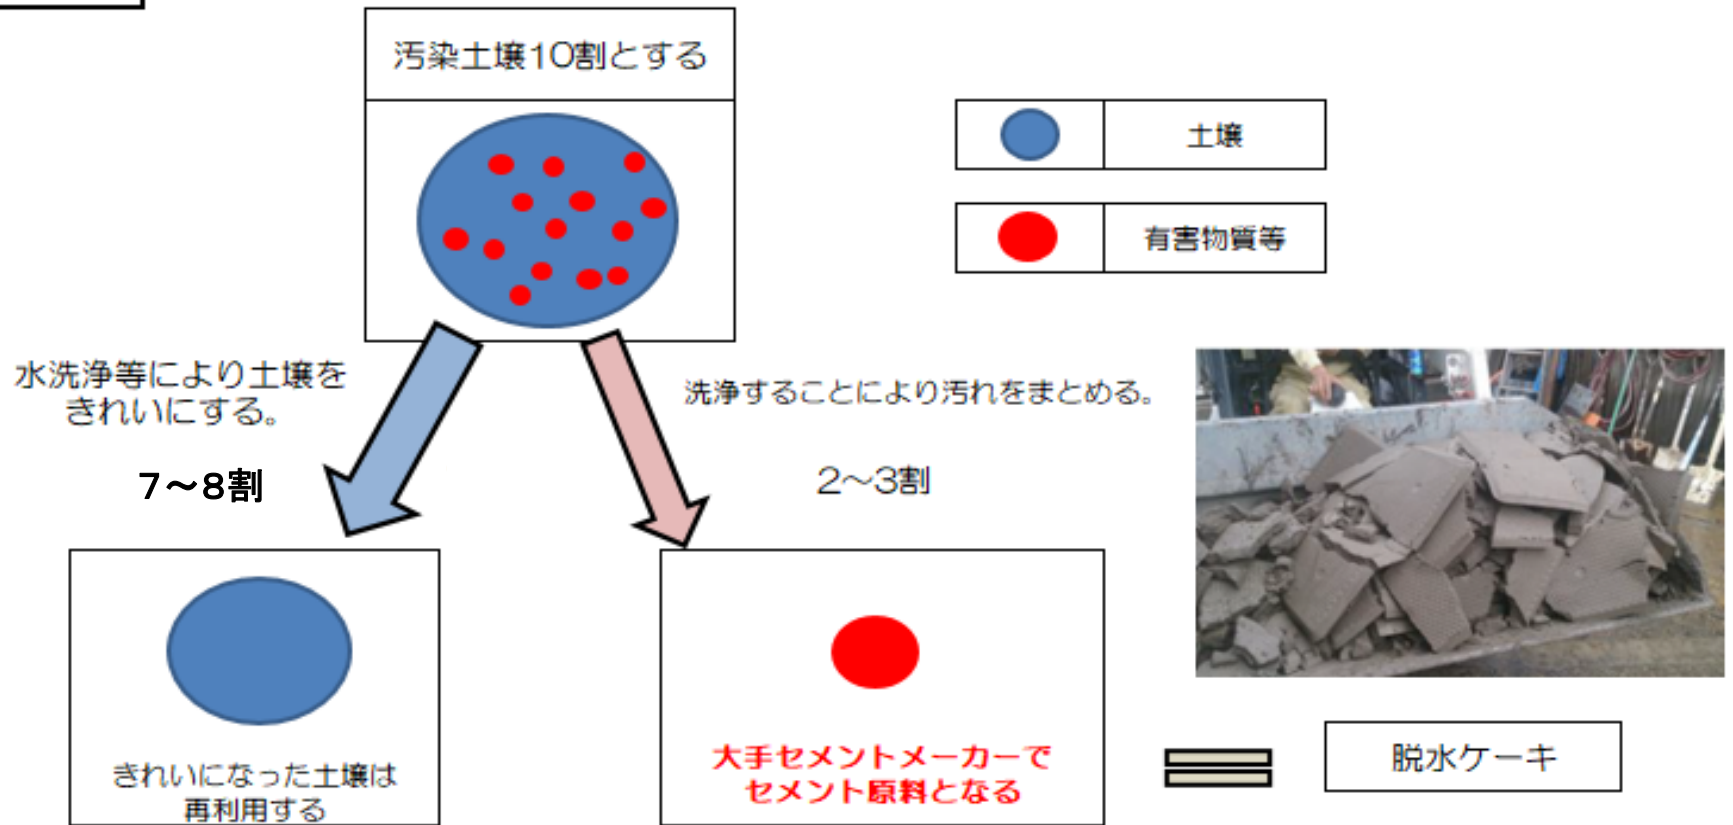 汚染土壌10割とする
土壌
有害物質等
水洗浄等により土壌を
きれいにする。
洗浄することにより汚れをまとめる。
7～8割
2～3割
きれいになった土壌は
再利用する
大手セメントメーカーで
セメント原料となる
脱水ケーキ